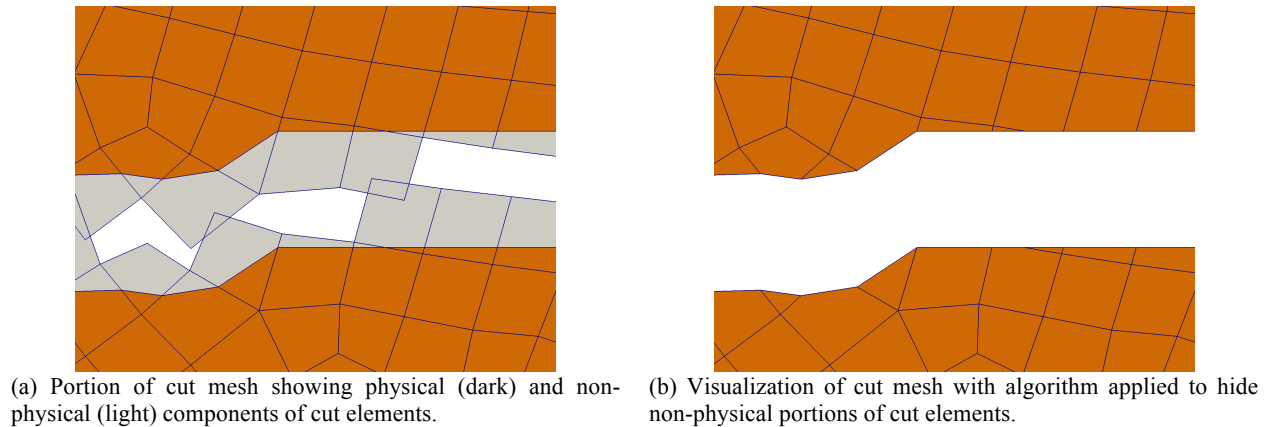 (a) Portion of cut mesh showing physical (dark) and non-
physical (light) components of cut elements.
(b) Visualization of cut mesh with algorithm applied to hide
non-physical portions of cut elements.